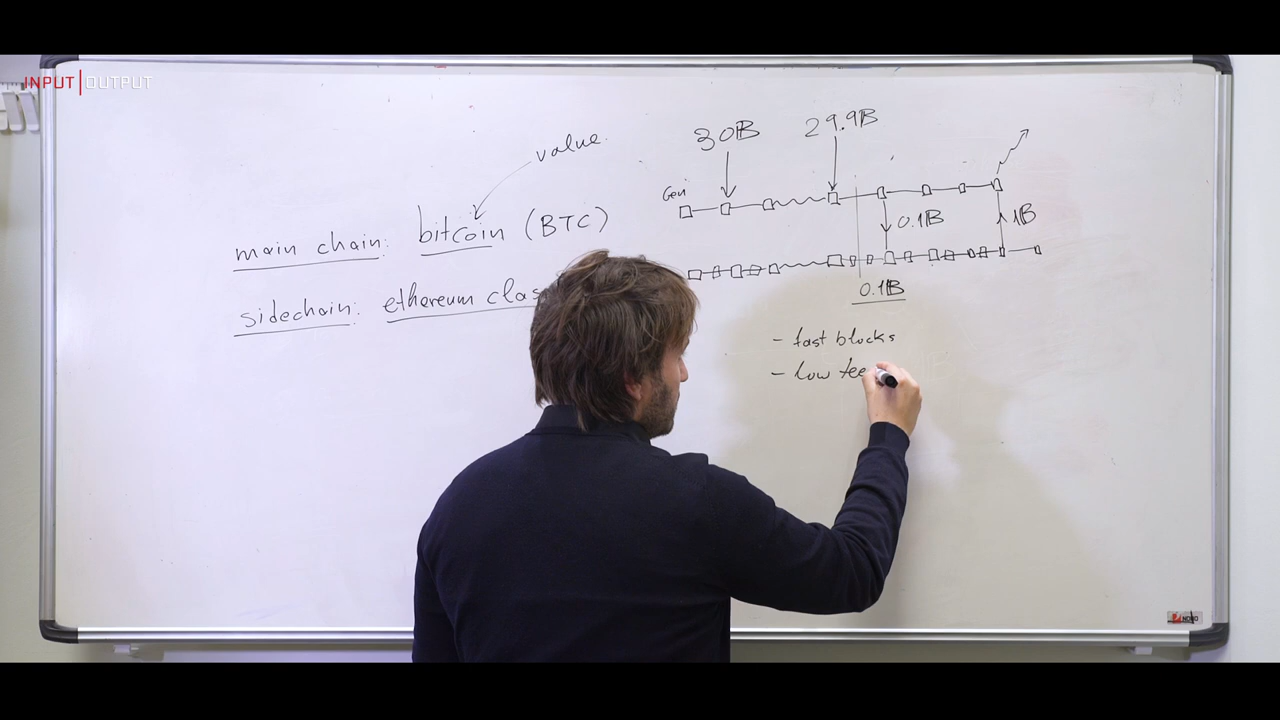 INPUT|OUTPUT
value
30B
29.9B
Gen
main chain: bitcoin (BTC)
0.1B
1B
sidechain: ethereum clas
0.1B
- fast blocks
- low fee
NOBO